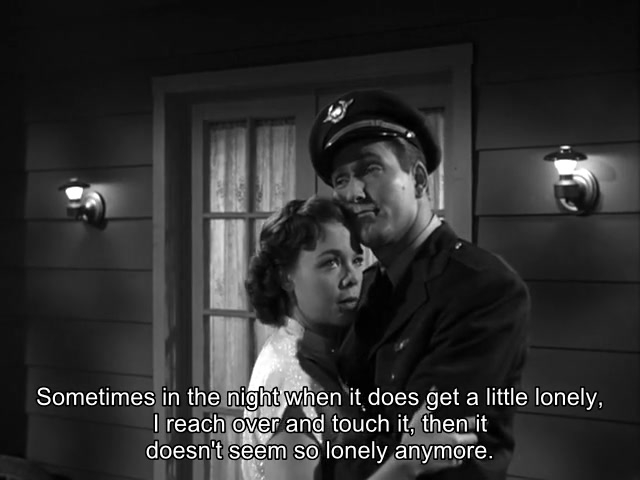 Sometimes in the night when it does get a little lonely,
I reach over and touch it, then it
doesn't seem so lonely anymore.